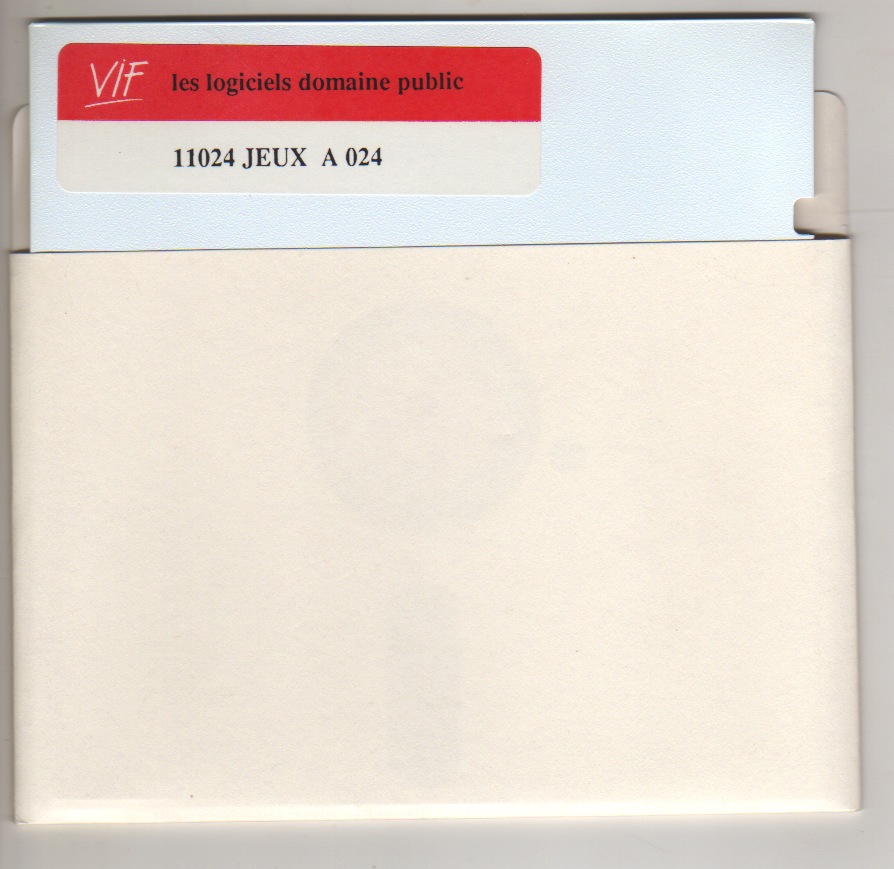 VIF les logiciels domaine public
11024 JEUX A 024